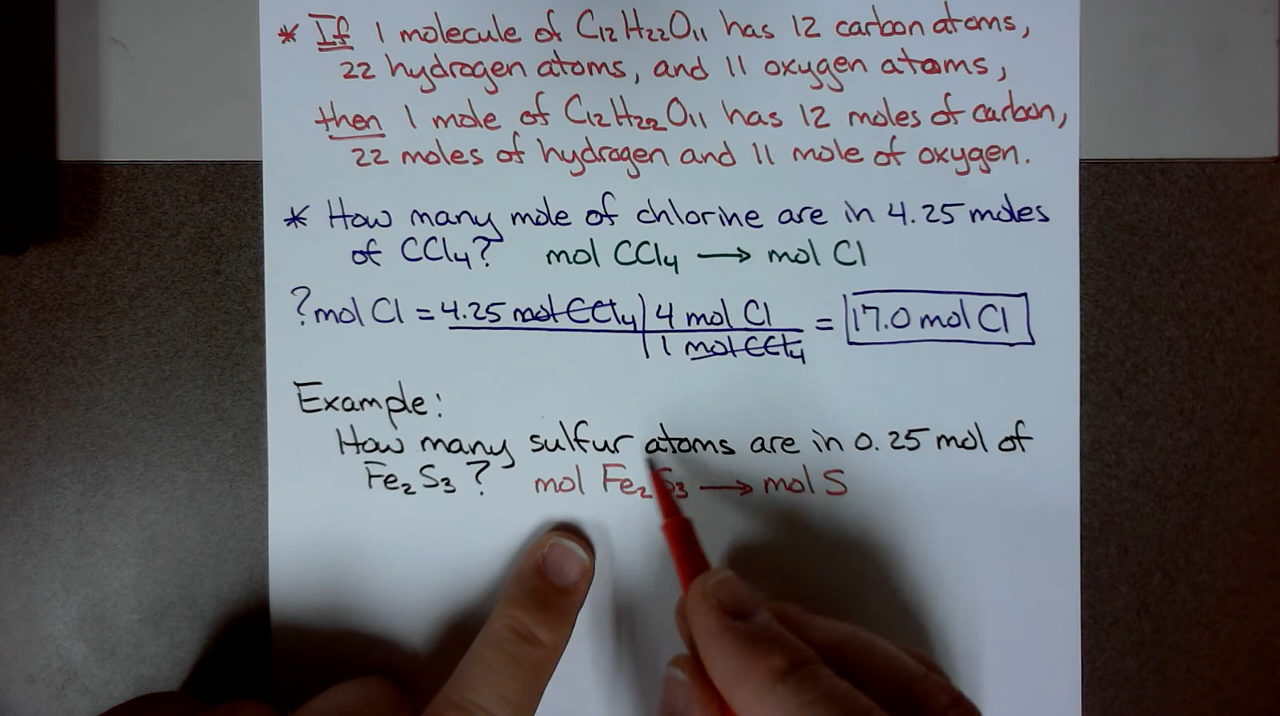 * If 1 molecule of C₁₂H₂₂O₁₁ has 12 carbon atoms,
22 hydrogen atoms, and 11 oxygen atoms,
then 1 mole of C₁₂H₂₂O₁₁ has 12 moles of carbon,
22 moles of hydrogen and 11 mole of oxygen.
* How many mole of chlorine are in 4.25 moles
of CCl₄? mol CCl₄ → mol Cl
? mol Cl = 4.25 mol CCl₄ | 4 mol Cl = 17.0 mol Cl
| 1 mol CCl₄
Example:
How many sulfur atoms are in 0.25 mol of
Fe₂S₃? mol Fe₂S₃ → mol S